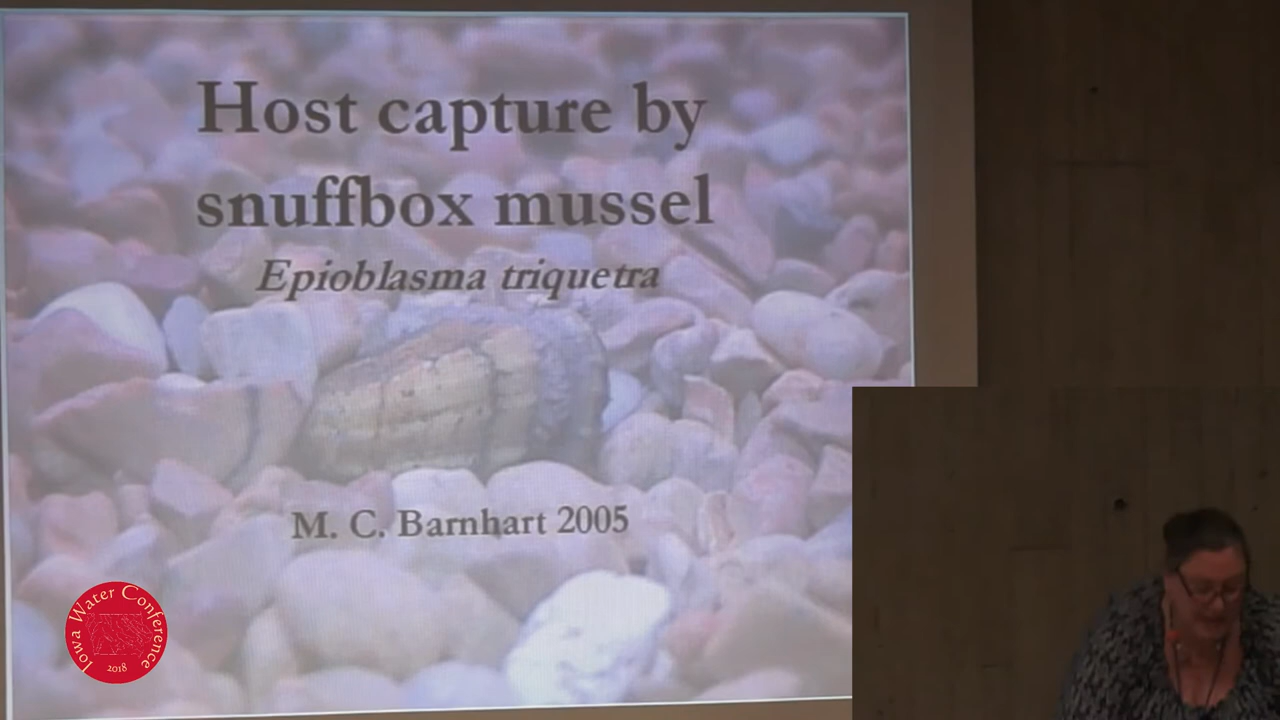 Host capture by
snuffbox mussel
Epioblasma triquetra
M. C. Barnhart 2005
Iowa Water Conference
2018